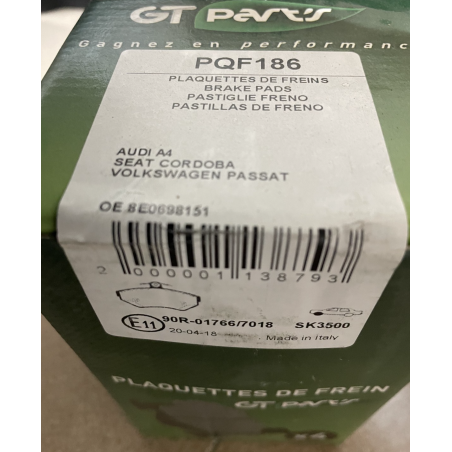 GT parts
Gagnez en performance
PQF186
PLAQUETTES DE FREINS
BRAKE PADS
PASTIGLIE FRENO
PASTILLAS DE FRENO
AUDI A4
SEAT CORDOBA
VOLKSWAGEN PASSAT
OE 8E0698151
2 000001 138793
E11 90R-01766/7018 SK3500
20-04-18 Made in Italy
PLAQUETTES DE FREIN
GT parts
x4